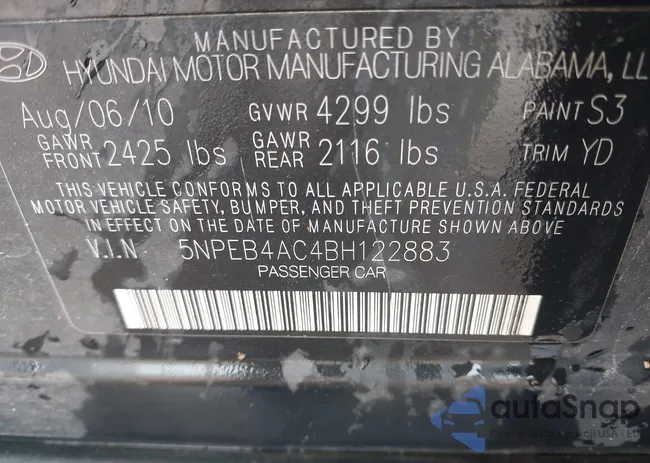 MANUFACTURED BY
HYUNDAI MOTOR MANUFACTURING ALABAMA, LL
Aug/06/10 GVWR 4299 lbs PAINT S3
GAWR FRONT 2425 lbs GAWR REAR 2116 lbs TRIM YD
THIS VEHICLE CONFORMS TO ALL APPLICABLE U.S.A. FEDERAL
MOTOR VEHICLE SAFETY, BUMPER, AND THEFT PREVENTION STANDARDS
IN EFFECT ON THE DATE OF MANUFACTURE SHOWN ABOVE
V.I.N 5NPEB4AC4BH122883
PASSENGER CAR
autaSnap